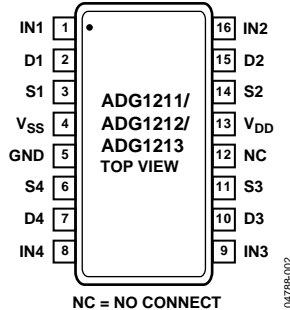 IN1 1 16 IN2
D1 2 15 D2
S1 3 14 S2
VSS 4 13 VDD
GND 5 12 NC
S4 6 11 S3
D4 7 10 D3
IN4 8 9 IN3
ADG1211/
ADG1212/
ADG1213
TOP VIEW
NC = NO CONNECT
04788-002